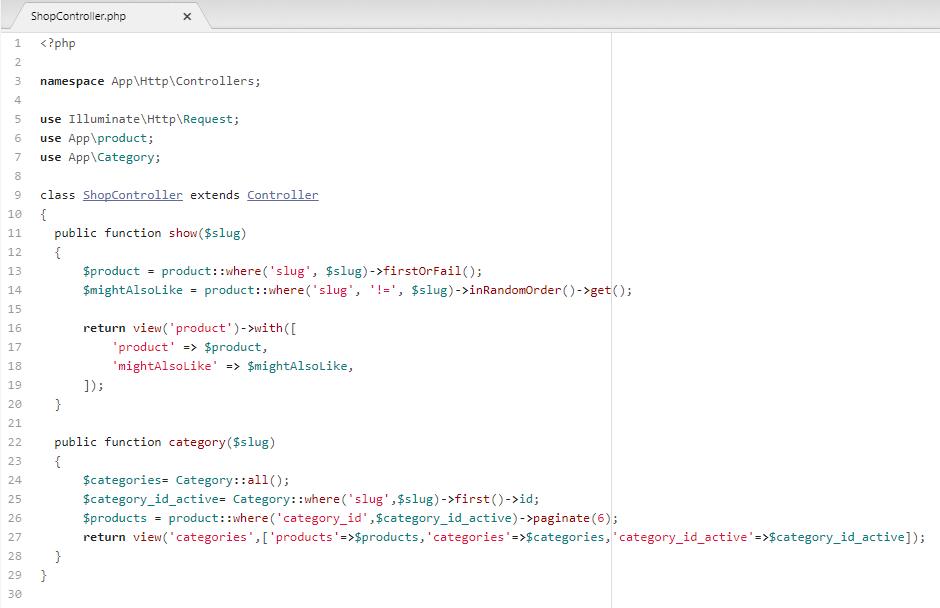 ShopController.php ×
1 <?php
2
3 namespace App\Http\Controllers;
4
5 use Illuminate\Http\Request;
6 use App\product;
7 use App\Category;
8
9 class ShopController extends Controller
10 {
11 public function show($slug)
12 {
13 $product = product::where('slug', $slug)->firstOrFail();
14 $mightAlsoLike = product::where('slug', '!=', $slug)->inRandomOrder()->get();
15
16 return view('product')->with([
17 'product' => $product,
18 'mightAlsoLike' => $mightAlsoLike,
19 ]);
20 }
21
22 public function category($slug)
23 {
24 $categories= Category::all();
25 $category_id_active= Category::where('slug',$slug)->first()->id;
26 $products = product::where('category_id',$category_id_active)->paginate(6);
27 return view('categories',['products'=>$products,'categories'=>$categories,'category_id_active'=>$category_id_active]);
28 }
29 }
30